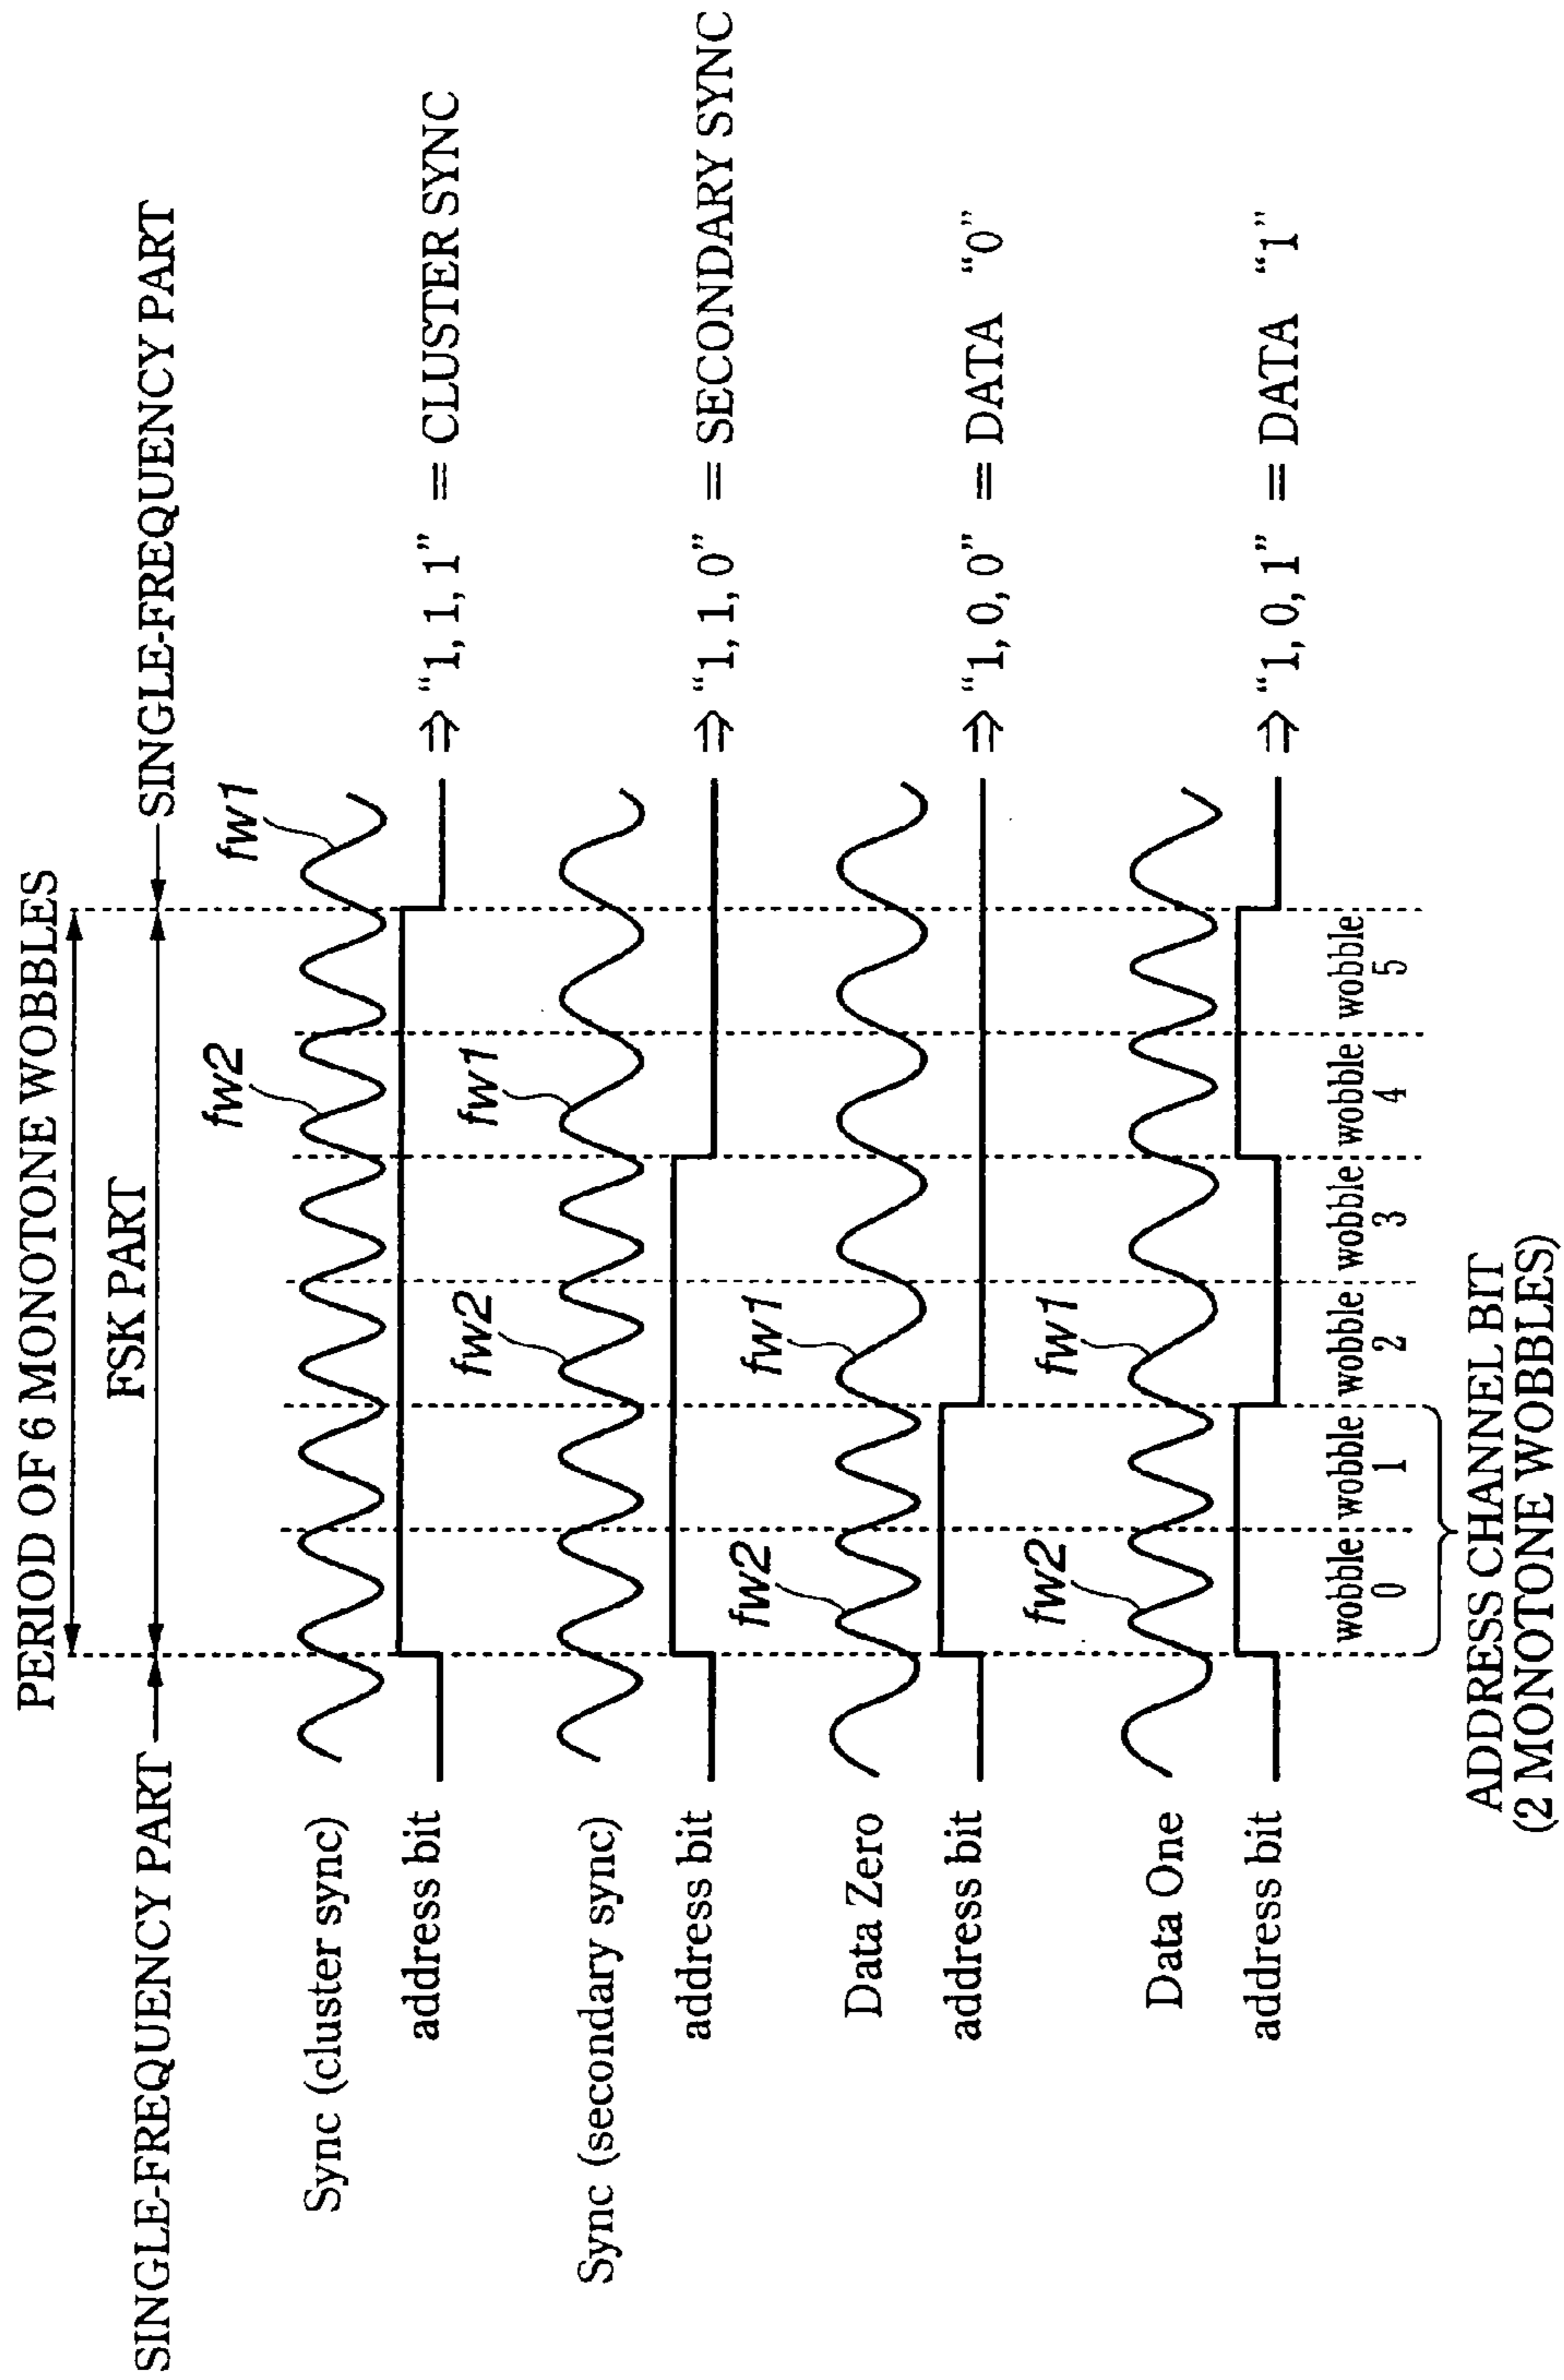 PERIOD OF 6 MONOTONE WOBBLES
SINGLE-FREQUENCY PART
FSK PART
SINGLE-FREQUENCY PART
fw2
fw1
Sync (cluster sync)
address bit
⇒ “1, 1, 1” = CLUSTER SYNC
fw2
fw1
Sync (secondary sync)
address bit
⇒ “1, 1, 0” = SECONDARY SYNC
fw2
fw1
Data Zero
address bit
⇒ “1, 0, 0” = DATA “0”
fw2
fw1
Data One
address bit
⇒ “1, 0, 1” = DATA “1”
wobble wobble wobble wobble wobble wobble
0 1 2 3 4 5
ADDRESS CHANNEL BIT
(2 MONOTONE WOBBLES)